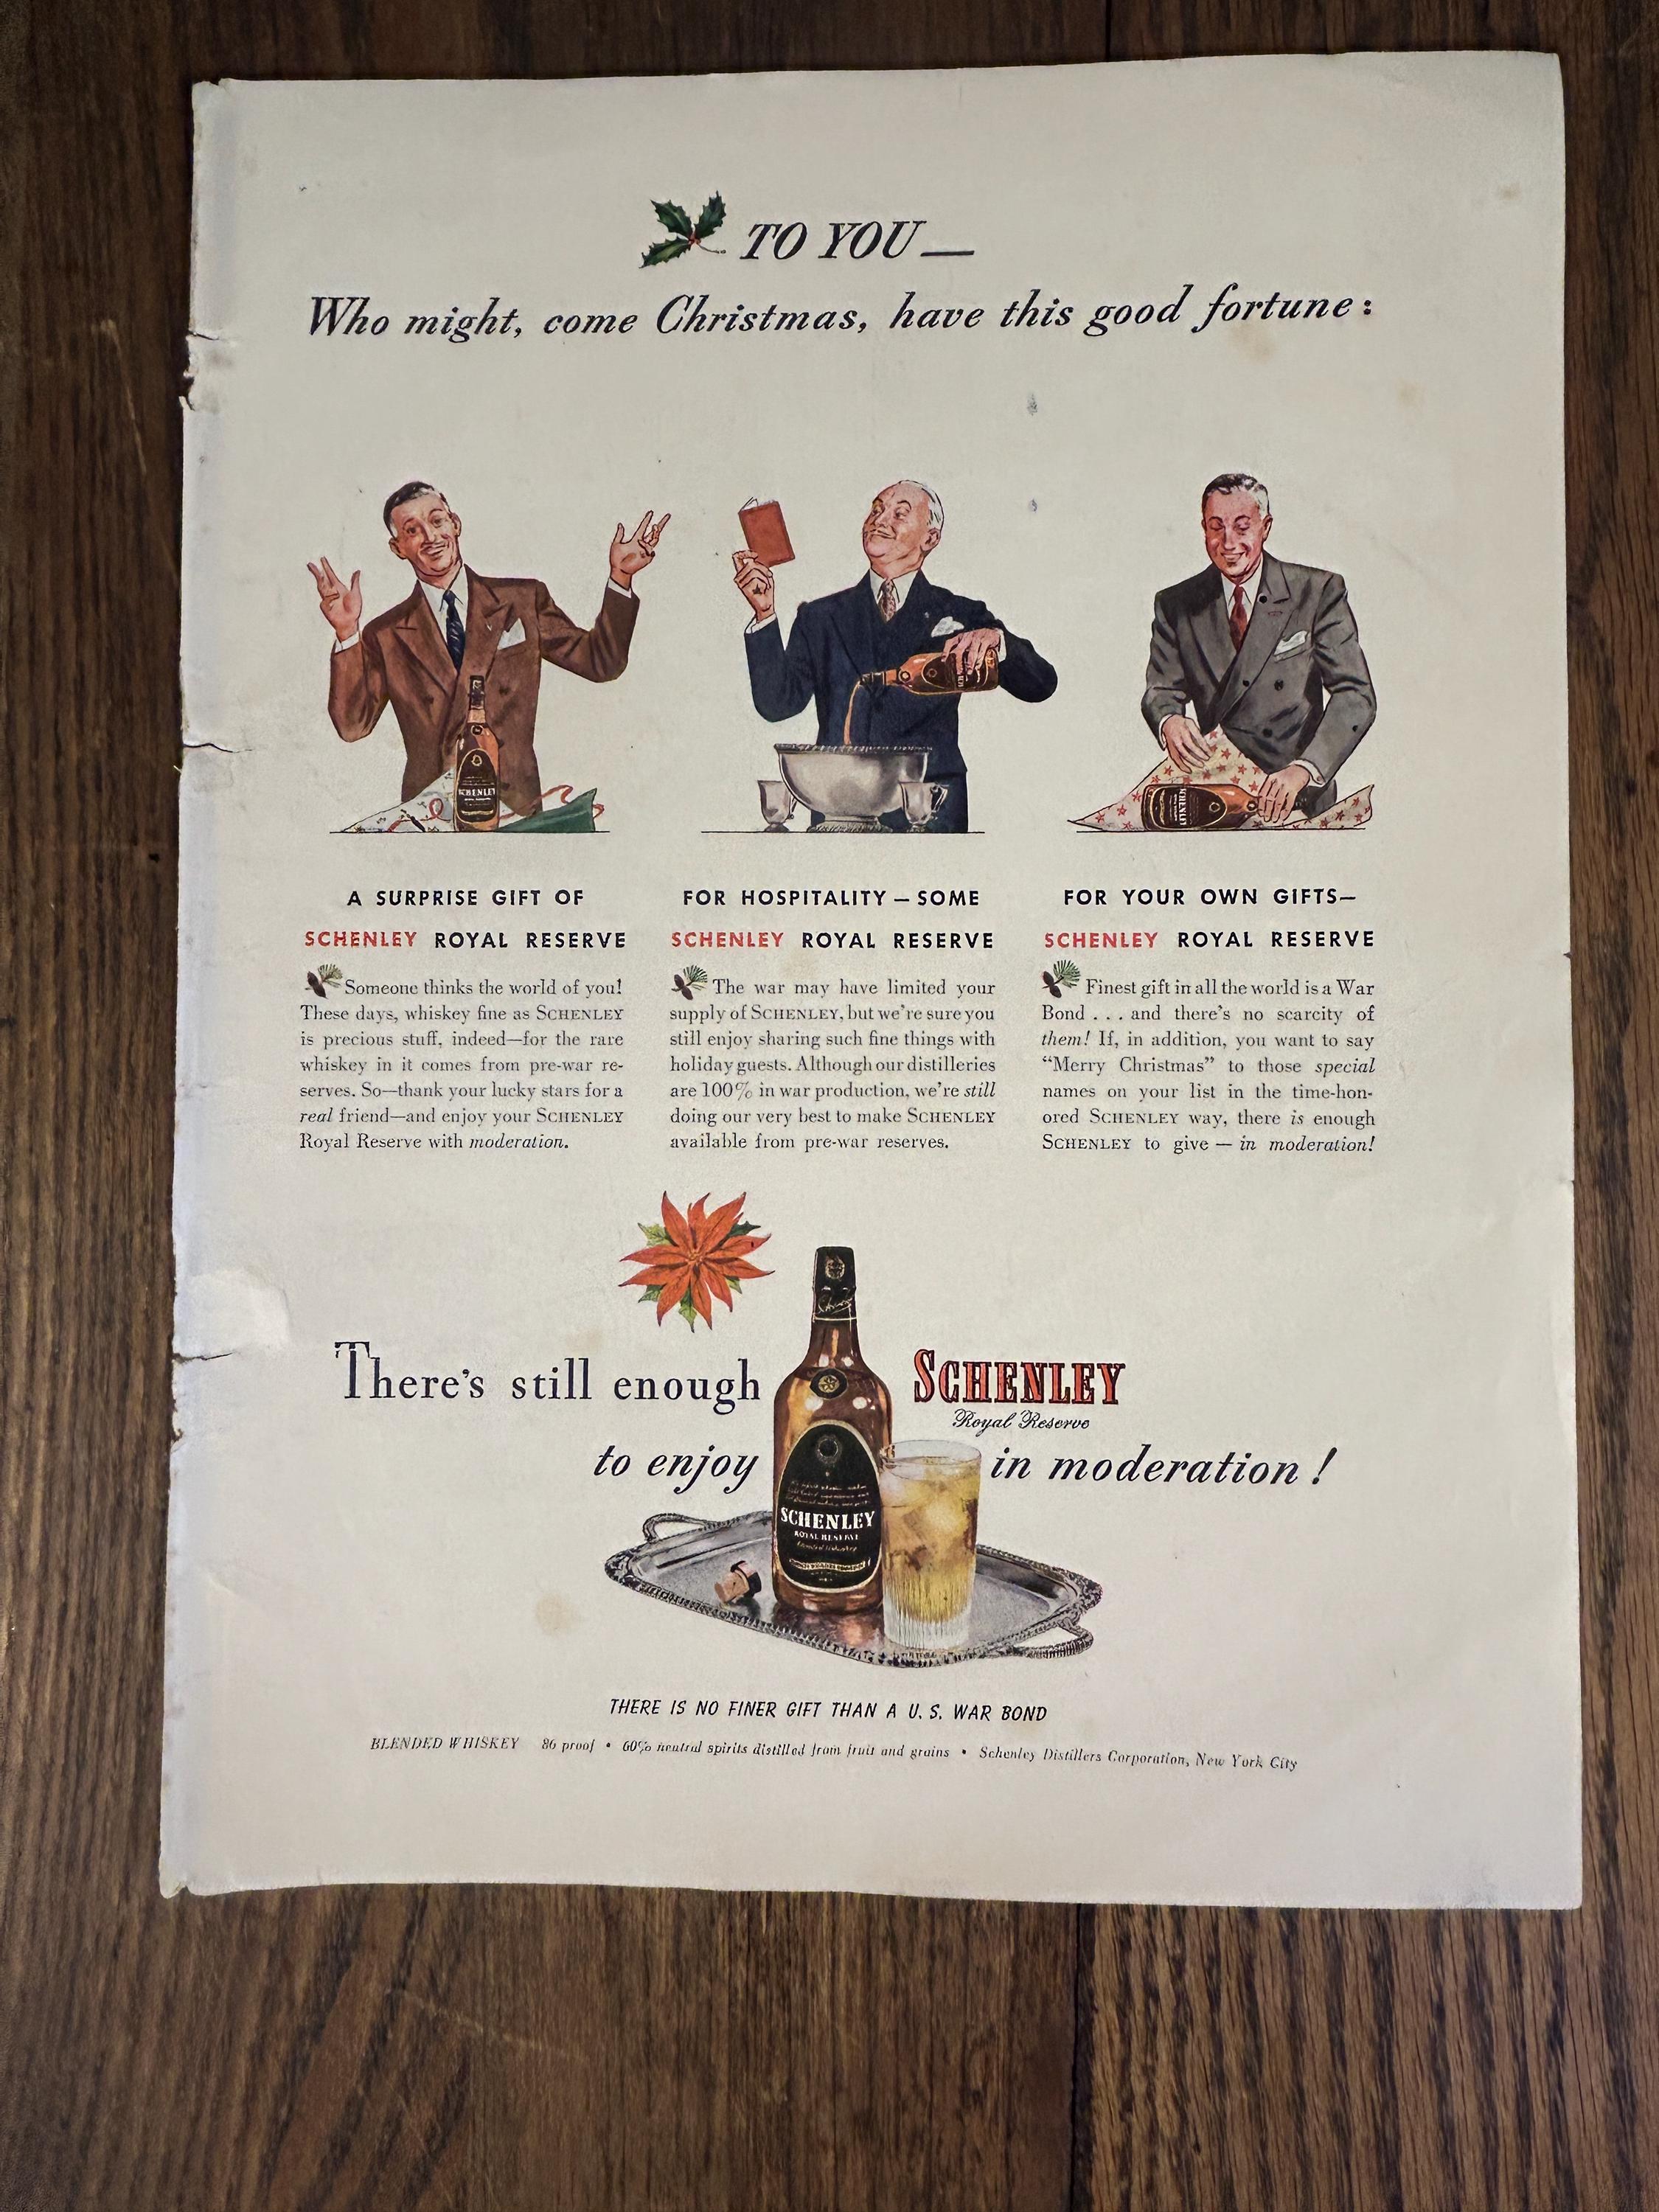 TO YOU—
Who might, come Christmas, have this good fortune:
A SURPRISE GIFT OF
SCHENLEY ROYAL RESERVE
Someone thinks the world of you!
These days, whiskey fine as SCHENLEY
is precious stuff, indeed—for the rare
whiskey in it comes from pre-war re-
serves. So—thank your lucky stars for a
real friend—and enjoy your SCHENLEY
Royal Reserve with moderation.
FOR HOSPITALITY—SOME
SCHENLEY ROYAL RESERVE
The war may have limited your
supply of SCHENLEY, but we're sure you
still enjoy sharing such fine things with
holiday guests. Although our distilleries
are 100% in war production, we're still
doing our very best to make SCHENLEY
available from pre-war reserves.
FOR YOUR OWN GIFTS—
SCHENLEY ROYAL RESERVE
Finest gift in all the world is a War
Bond . . . and there's no scarcity of
them! If, in addition, you want to say
“Merry Christmas” to those special
names on your list in the time-hon-
ored SCHENLEY way, there is enough
SCHENLEY to give — in moderation!
There's still enough SCHENLEY
Royal Reserve
to enjoy in moderation!
SCHENLEY
ROYAL RESERVE
Blended Whiskey
THERE IS NO FINER GIFT THAN A U. S. WAR BOND
BLENDED WHISKEY 86 proof • 60% neutral spirits distilled from fruit and grains • Schenley Distillers Corporation, New York City